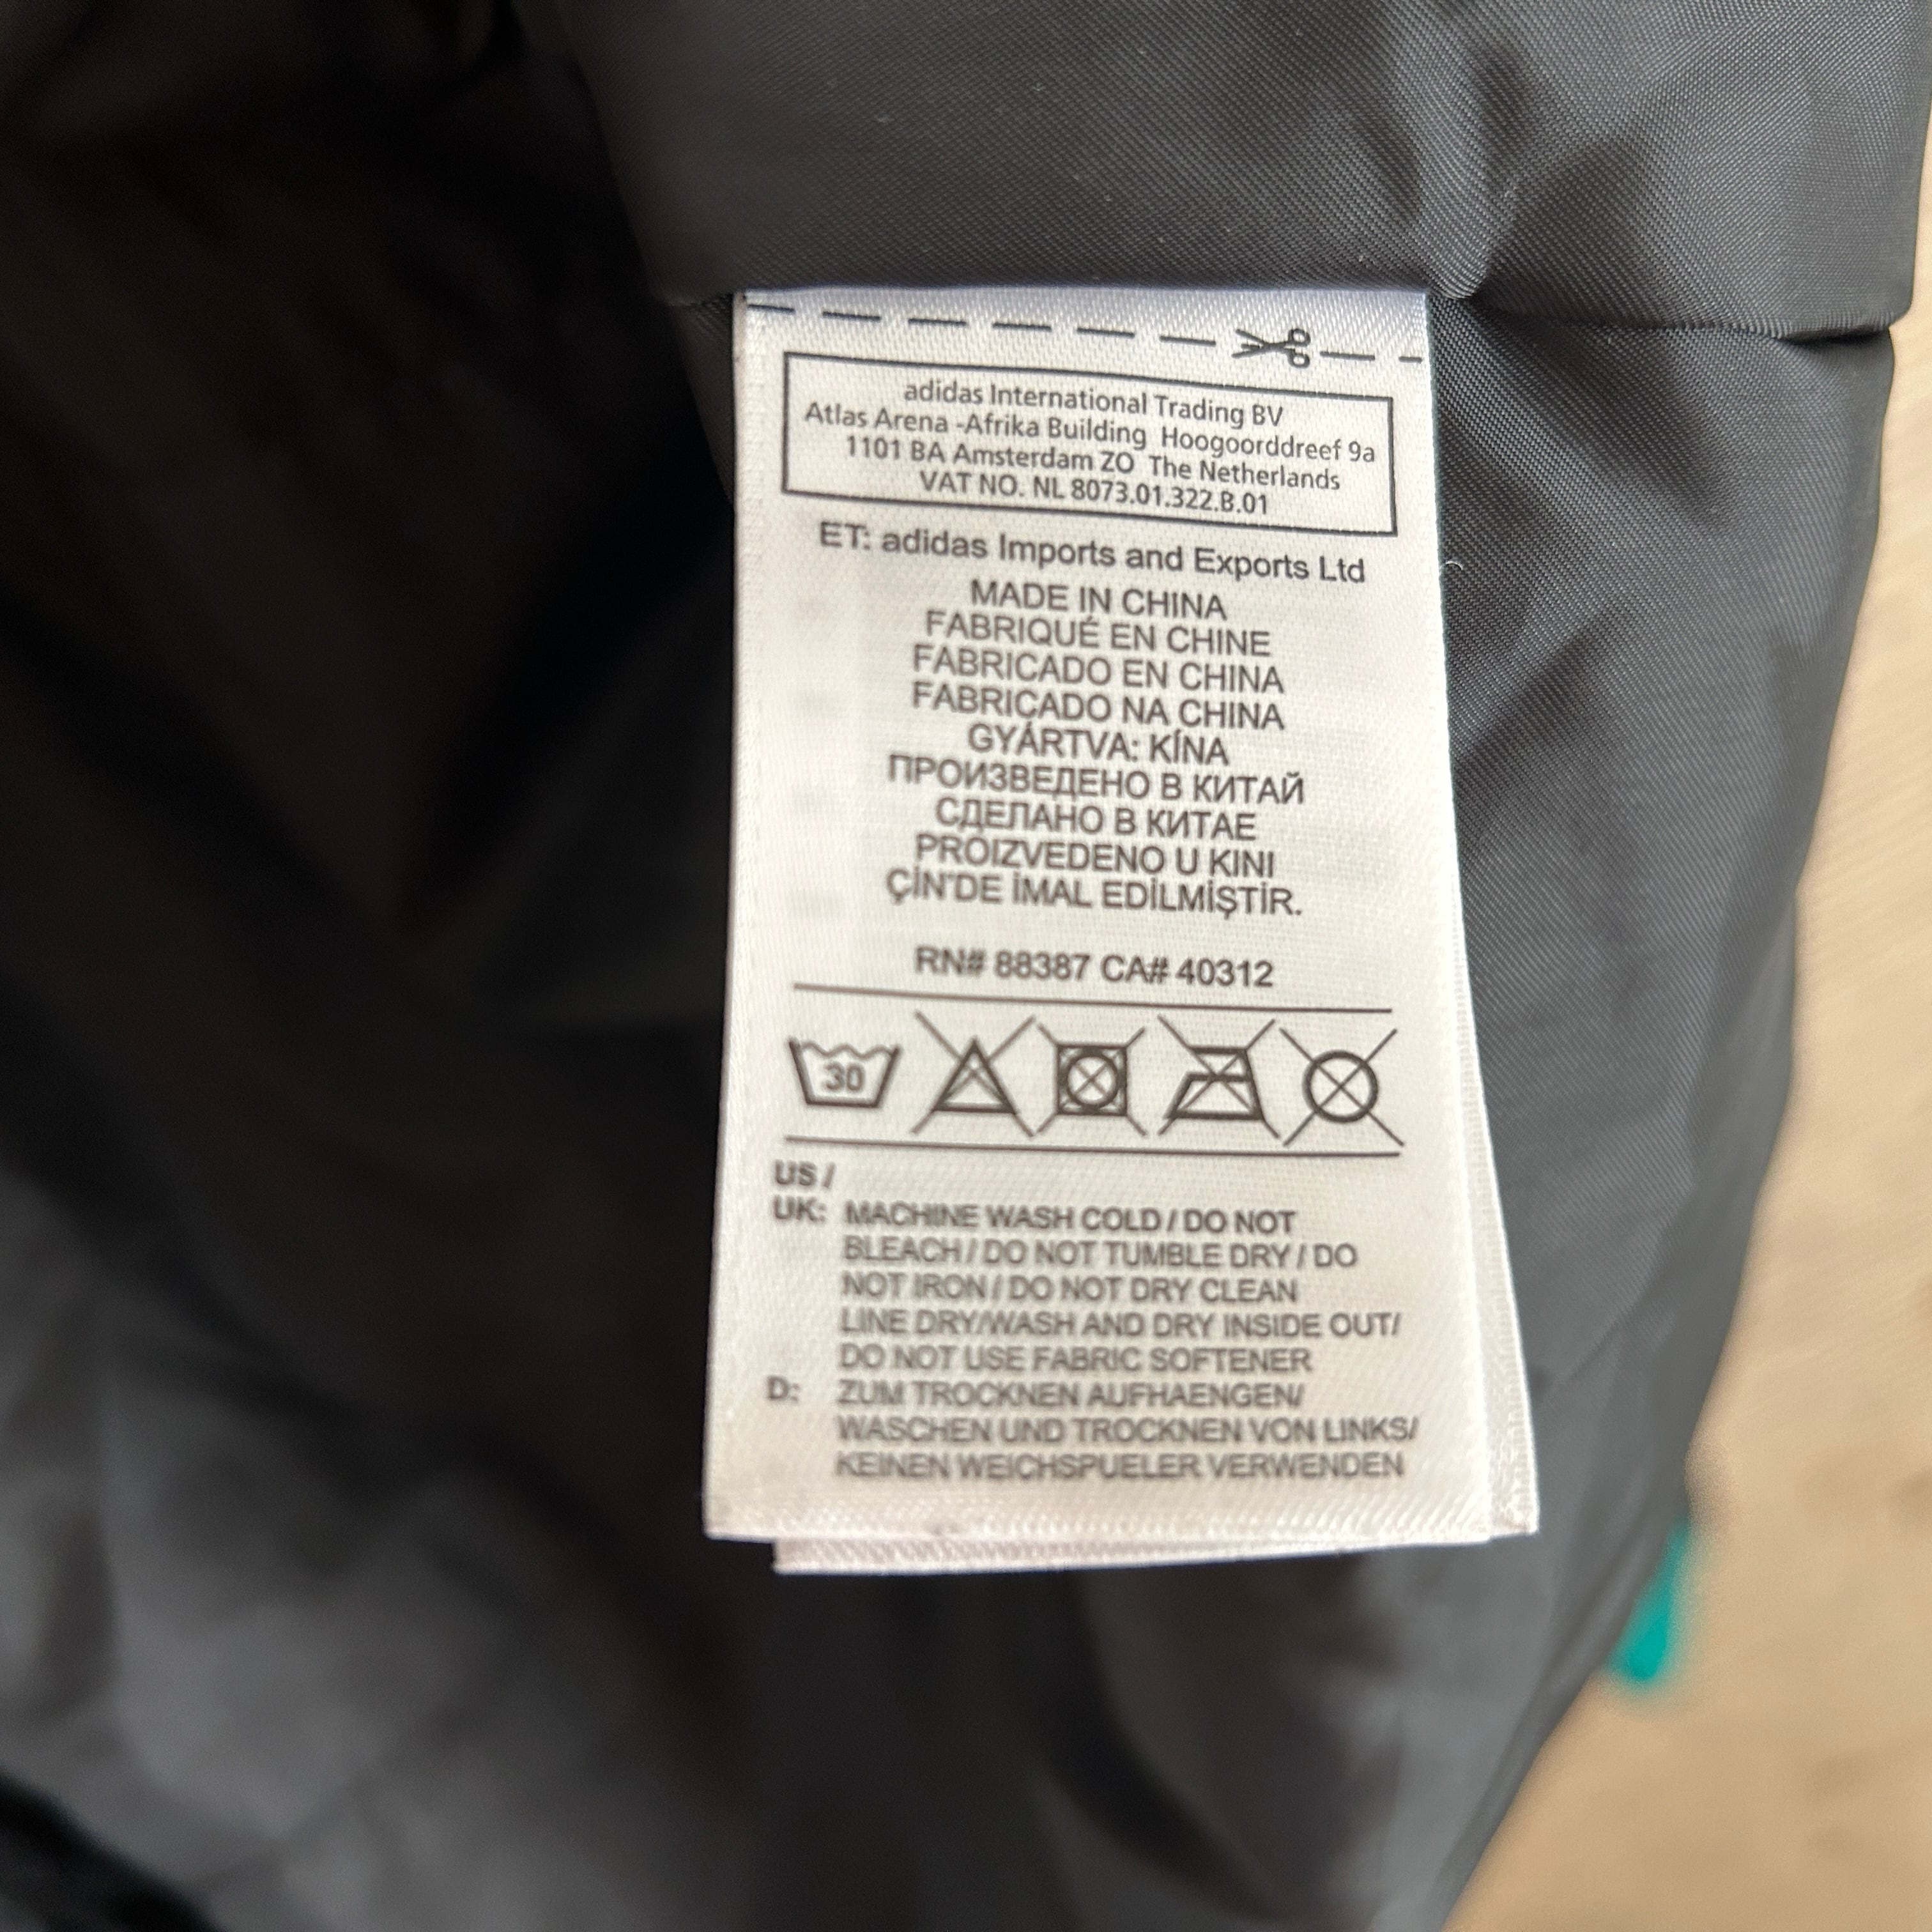 adidas International Trading BV
Atlas Arena -Afrika Building Hoogoorddreef 9a
1101 BA Amsterdam ZO The Netherlands
VAT NO. NL 8073.01.322.B.01
ET: adidas Imports and Exports Ltd
MADE IN CHINA
FABRIQUÉ EN CHINE
FABRICADO EN CHINA
FABRICADO NA CHINA
GYÁRTVA: KÍNA
ПРОИЗВЕДЕНО В КИТАЙ
СДЕЛАНО В КИТАЕ
PROIZVEDENO U KINI
ÇİN'DE İMAL EDİLMİŞTİR.
RN# 88387 CA# 40312
30
US /
UK: MACHINE WASH COLD / DO NOT
BLEACH / DO NOT TUMBLE DRY / DO
NOT IRON / DO NOT DRY CLEAN
LINE DRY/WASH AND DRY INSIDE OUT/
DO NOT USE FABRIC SOFTENER
D: ZUM TROCKNEN AUFHAENGEN/
WASCHEN UND TROCKNEN VON LINKS/
KEINEN WEICHSPUELER VERWENDEN